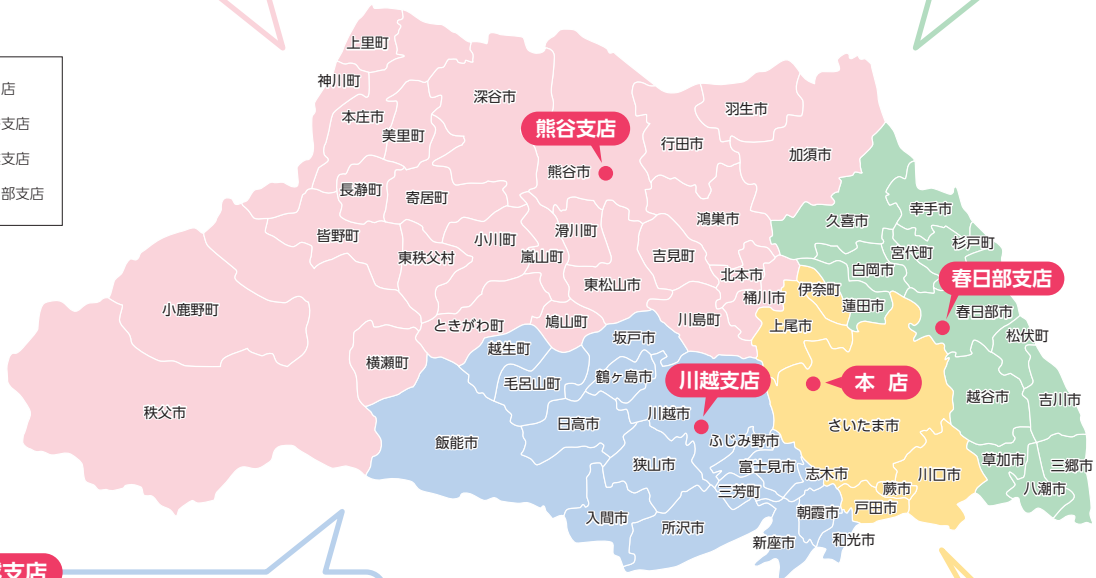 店
支店
支店
部支店
上里町
神川町
本庄市
美里町
深谷市
熊谷支店
熊谷市
行田市
羽生市
加須市
長瀞町
寄居町
鴻巣市
皆野町
東秩父村
小川町
嵐山町
滑川町
吉見町
東松山市
北本市
桶川市
久喜市
幸手市
杉戸町
宮代町
白岡市
春日部支店
伊奈町
蓮田市
春日部市
松伏町
小鹿野町
ときがわ町
鳩山町
川島町
上尾市
横瀬町
越生町
坂戸市
毛呂山町
鶴ヶ島市
川越支店
本 店
秩父市
飯能市
日高市
川越市
ふじみ野市
さいたま市
越谷市
吉川市
狭山市
富士見市
志木市
川口市
草加市
三郷市
三芳町
蕨市
八潮市
入間市
所沢市
朝霞市
戸田市
新座市
和光市
支店